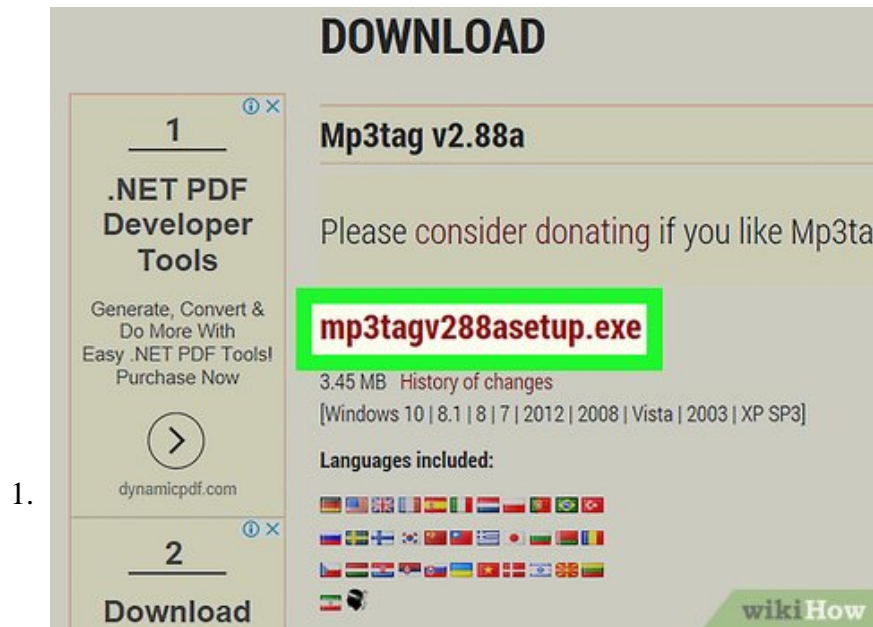 DOWNLOAD
1
.NET PDF
Developer
Tools
Generate, Convert &
Do More With
Easy .NET PDF Tools!
Purchase Now
dynamicpdf.com
2
Download
Mp3tag v2.88a
Please consider donating if you like Mp3ta
mp3tagv288asetup.exe
3.45 MB History of changes
[Windows 10 | 8.1 | 8 | 7 | 2012 | 2008 | Vista | 2003 | XP SP3]
Languages included:
1.
wikiHow